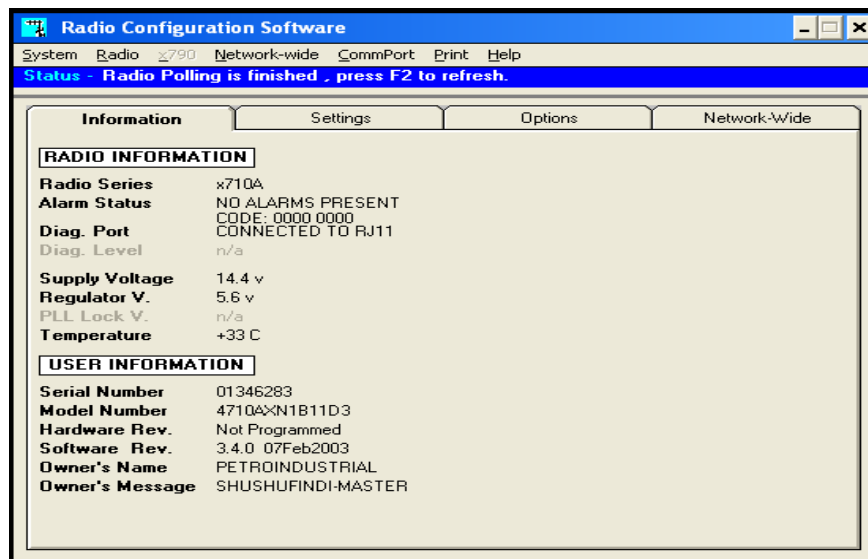 Radio Configuration Software
System Radio x790 Network-wide CommPort Print Help
Status - Radio Polling is finished , press F2 to refresh.
Information Settings Options Network-Wide
RADIO INFORMATION
Radio Series x710A
Alarm Status NO ALARMS PRESENT
CODE: 0000 0000
Diag. Port CONNECTED TO RJ11
Diag. Level n/a
Supply Voltage 14.4 v
Regulator V. 5.6 v
PLL Lock V. n/a
Temperature +33 C
USER INFORMATION
Serial Number 01346283
Model Number 4710AXN1B11D3
Hardware Rev. Not Programmed
Software Rev. 3.4.0 07Feb2003
Owner's Name PETROINDUSTRIAL
Owner's Message SHUSHUFINDI-MASTER